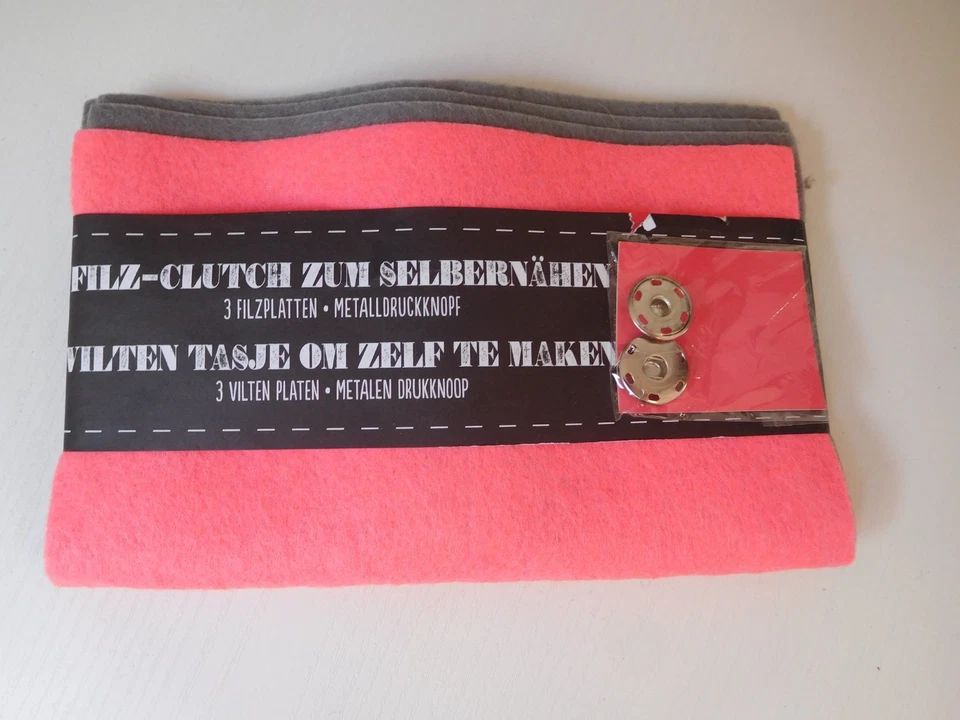 FILZ-CLUTCH ZUM SELBERNÄHEN
3 FILZPLATTEN • METALLDRUCKKNOPF
VILTEN TASJE OM ZELF TE MAKEN
3 VILTEN PLATEN • METALEN DRUKKNOOP